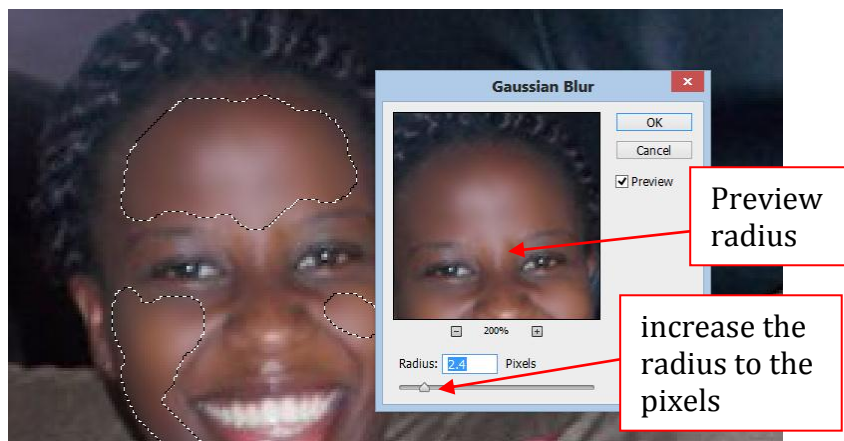 Gaussian Blur
OK
Cancel
Preview
Preview
radius
200%
Radius: 2.4 Pixels
increase the
radius to the
pixels